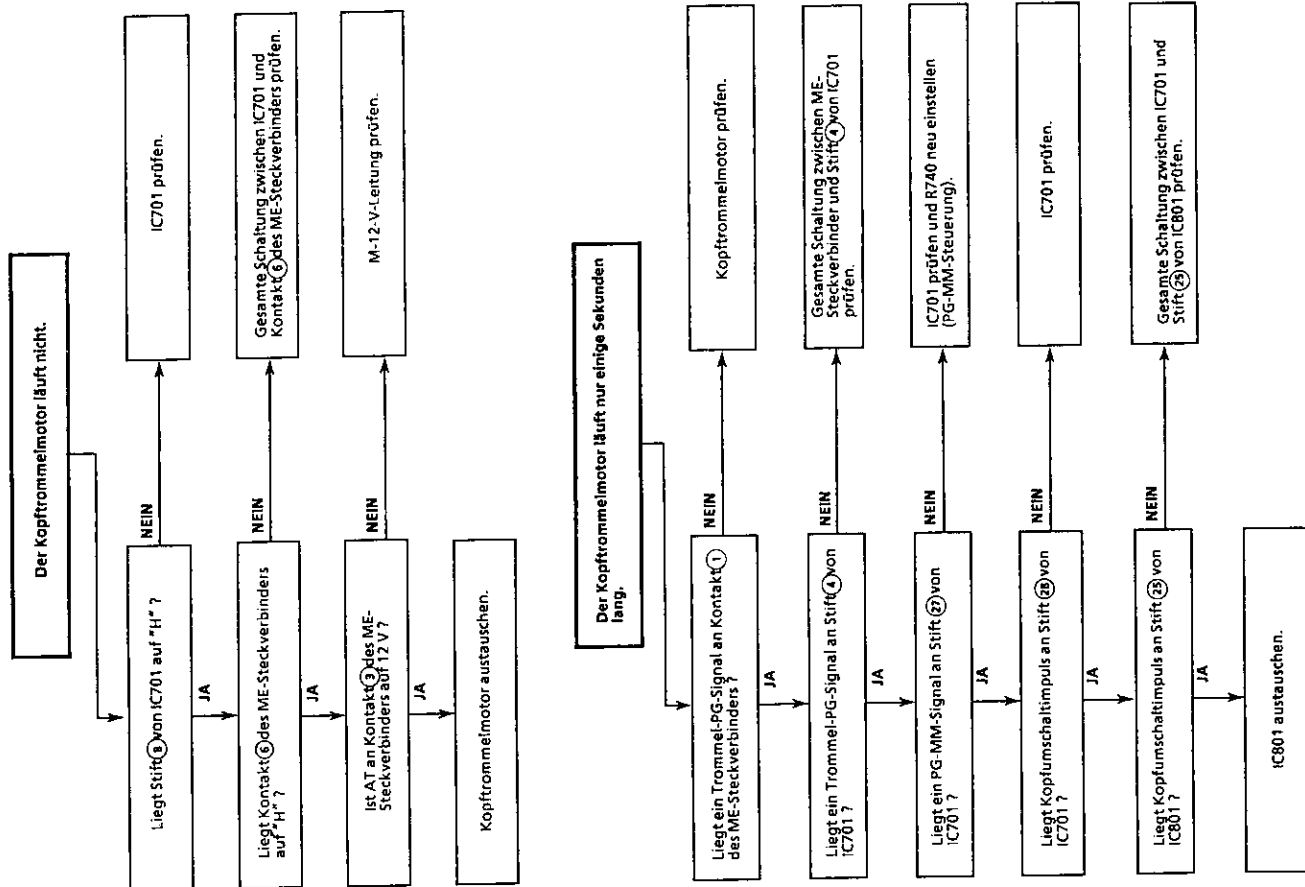 Der Kopftrommelmotor läuft nicht.
Liegt Stift 8 von IC701 auf "H" ?
NEIN
IC701 prüfen.
JA
Liegt Kontakt 6 des ME-Steckverbinders
auf "H" ?
NEIN
Gesamte Schaltung zwischen IC701 und
Kontakt 6 des ME-Steckverbinders prüfen.
JA
Ist AT an Kontakt 3 des ME-
Steckverbinders auf 12 V ?
NEIN
M-12-V-Leitung prüfen.
JA
Kopftrommelmotor austauschen.
Der Kopftrommelmotor läuft nur einige Sekunden
lang.
Liegt ein Trommel-PG-Signal an Kontakt 1
des ME-Steckverbinders ?
NEIN
Kopftrommelmotor prüfen.
JA
Liegt ein Trommel-PG-Signal an Stift 4 von
IC701 ?
NEIN
Gesamte Schaltung zwischen ME-
Steckverbinder und Stift 4 von IC701
prüfen.
JA
Liegt ein PG-MM-Signal an Stift 27 von
IC701 ?
NEIN
IC701 prüfen und R740 neu einstellen
(PG-MM-Steuerung).
JA
Liegt Kopfumschaltimpuls an Stift 28 von
IC701 ?
NEIN
IC701 prüfen.
JA
Liegt Kopfumschaltimpuls an Stift 25 von
IC801 ?
NEIN
Gesamte Schaltung zwischen IC701 und
Stift 25 von IC801 prüfen.
JA
IC801 austauschen.